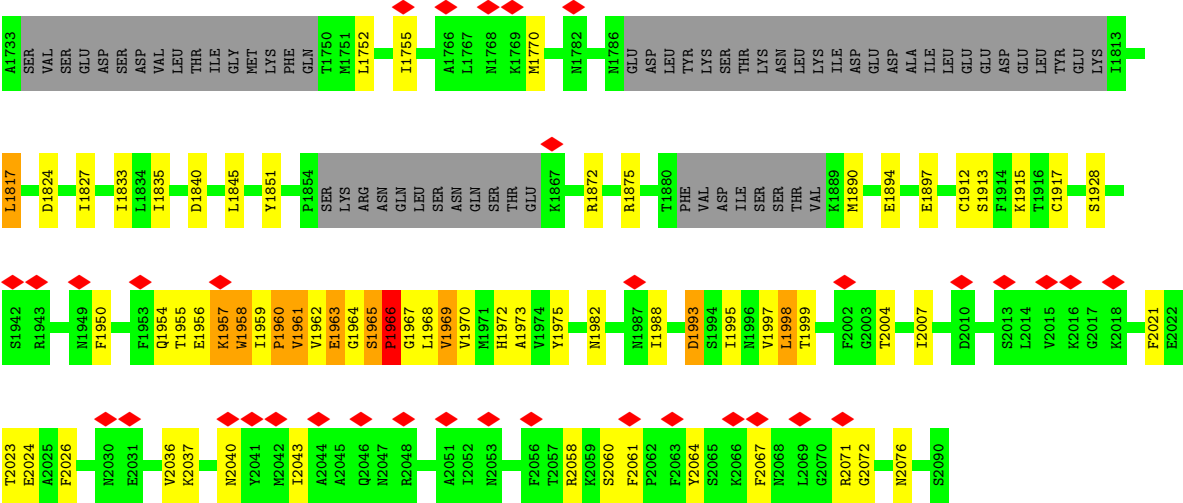 A1733 SER VAL SER GLU ASP SER ASP VAL LEU THR ILE GLY MET LYS PHE GLN T1750 M1751 L1752 I1755 A1766 L1767 N1768 K1769 M1770 N1782 N1786 GLU ASP LEU TYR LYS SER THR LYS ASN LEU LYS ILE ASP GLU ASP ALA ILE LEU GLU GLU ASP GLU LEU TYR GLU LYS I1813
L1817 D1824 I1827 I1833 L1834 I1835 D1840 L1845 Y1851 P1854 SER LYS ARG ASN GLN LEU SER ASN GLN SER THR GLU K1867 R1872 R1875 T1880 PHE VAL ASP ILE SER SER THR VAL K1889 M1890 E1894 E1897 C1912 S1913 F1914 K1915 T1916 C1917 S1928
S1942 R1943 N1949 F1950 F1953 Q1954 T1955 E1956 K1957 W1958 I1959 P1960 V1961 V1962 E1963 G1964 S1965 P1966 G1967 L1968 V1969 V1970 M1971 H1972 A1973 V1974 Y1975 N1982 N1987 I1988 D1993 S1994 I1995 N1996 V1997 L1998 T1999 F2002 G2003 T2004 I2007 D2010 S2013 L2014 V2015 K2016 G2017 K2018 F2021 E2022
T2023 E2024 A2025 F2026 N2030 E2031 V2036 K2037 N2040 Y2041 M2042 I2043 A2044 A2045 Q2046 N2047 R2048 A2051 I2052 N2053 F2056 T2057 R2058 K2059 S2060 F2061 P2062 F2063 Y2064 S2065 K2066 F2067 N2068 L2069 G2070 R2071 G2072 N2076 S2090